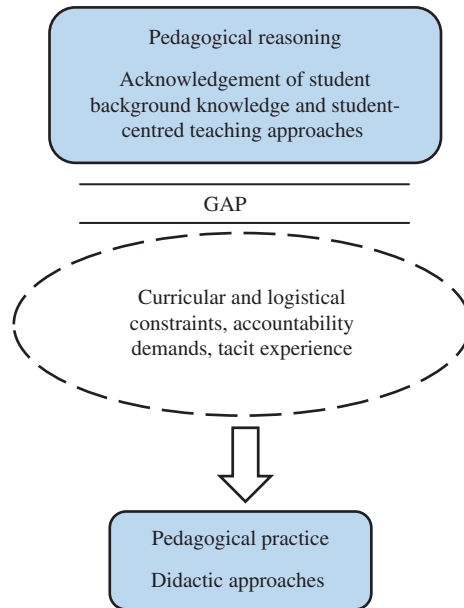 Pedagogical reasoning
Acknowledgement of student
background knowledge and student-
centred teaching approaches
GAP
Curricular and logistical
constraints, accountability
demands, tacit experience
Pedagogical practice
Didactic approaches